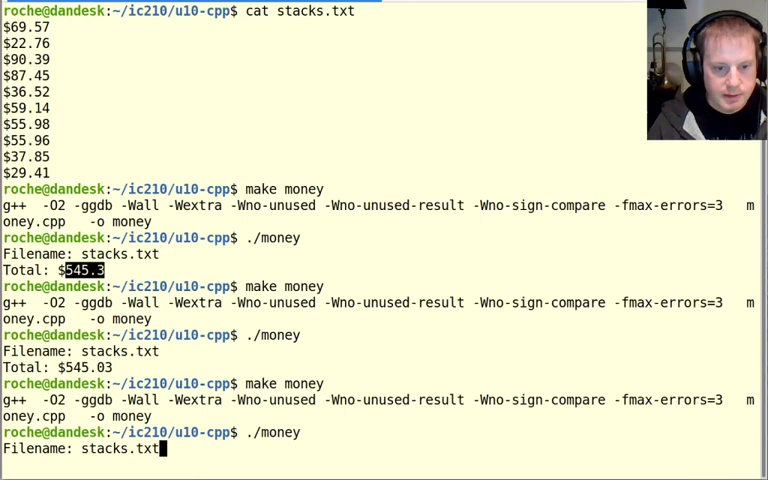 roche@dandesk:~/ic210/u10-cpp$ cat stacks.txt
$69.57
$22.76
$90.39
$87.45
$36.52
$59.14
$55.98
$55.96
$37.85
$29.41
roche@dandesk:~/ic210/u10-cpp$ make money
g++  -O2 -ggdb -Wall -Wextra -Wno-unused -Wno-unused-result -Wno-sign-compare -fmax-errors=3   m
oney.cpp   -o money
roche@dandesk:~/ic210/u10-cpp$ ./money
Filename: stacks.txt
Total: $545.3
roche@dandesk:~/ic210/u10-cpp$ make money
g++  -O2 -ggdb -Wall -Wextra -Wno-unused -Wno-unused-result -Wno-sign-compare -fmax-errors=3   m
oney.cpp   -o money
roche@dandesk:~/ic210/u10-cpp$ ./money
Filename: stacks.txt
Total: $545.03
roche@dandesk:~/ic210/u10-cpp$ make money
g++  -O2 -ggdb -Wall -Wextra -Wno-unused -Wno-unused-result -Wno-sign-compare -fmax-errors=3   m
oney.cpp   -o money
roche@dandesk:~/ic210/u10-cpp$ ./money
Filename: stacks.txt